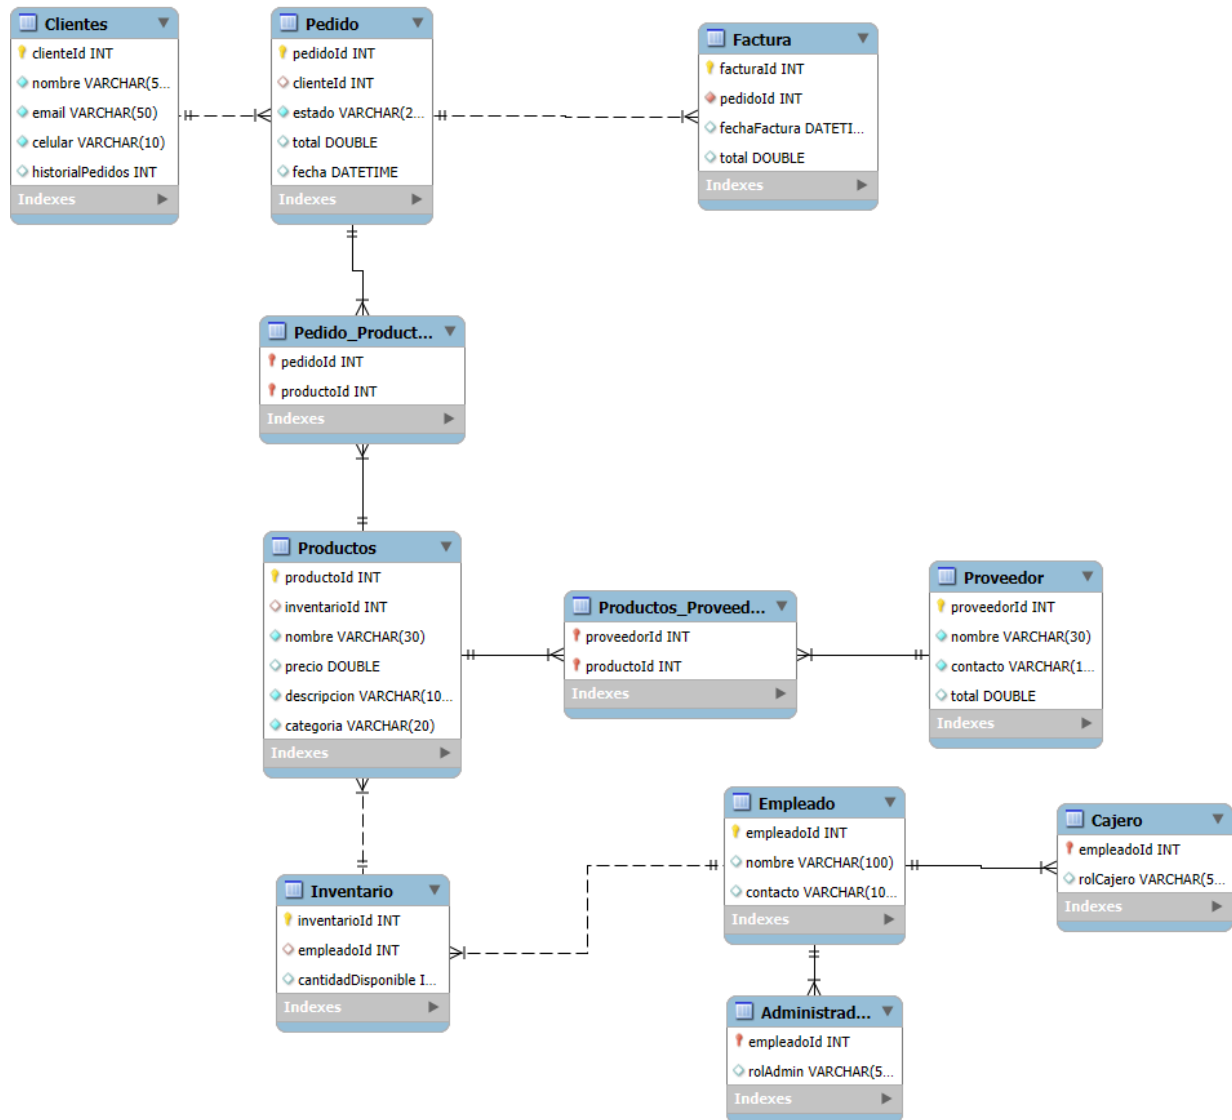 Clientes
clienteId INT
nombre VARCHAR(5...
email VARCHAR(50)
celular VARCHAR(10)
historialPedidos INT
Indexes
Pedido
pedidoId INT
clienteId INT
estado VARCHAR(2...
total DOUBLE
fecha DATETIME
Indexes
Factura
facturaId INT
pedidoId INT
fechaFactura DATETI...
total DOUBLE
Indexes
Pedido_Product...
pedidoId INT
productoId INT
Indexes
Productos
productoId INT
inventarioId INT
nombre VARCHAR(30)
precio DOUBLE
descripcion VARCHAR(10...
categoria VARCHAR(20)
Indexes
Productos_Proveed...
proveedorId INT
productoId INT
Indexes
Proveedor
proveedorId INT
nombre VARCHAR(30)
contacto VARCHAR(1...
total DOUBLE
Indexes
Inventario
inventarioId INT
empleadoId INT
cantidadDisponible I...
Indexes
Empleado
empleadoId INT
nombre VARCHAR(100)
contacto VARCHAR(10...
Indexes
Cajero
empleadoId INT
rolCajero VARCHAR(5...
Indexes
Administrad...
empleadoId INT
rolAdmin VARCHAR(5...
Indexes